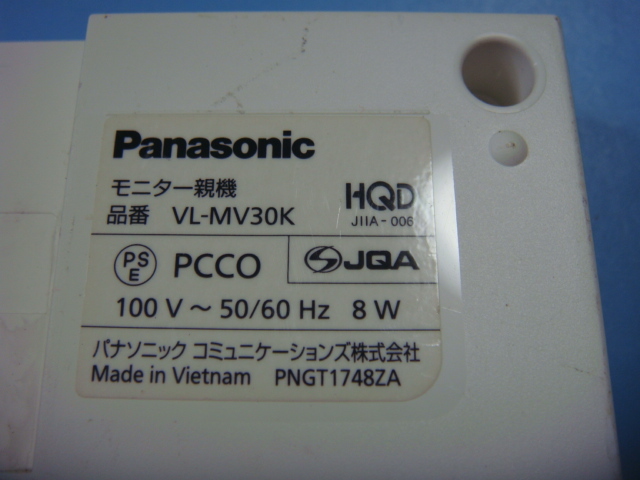 Panasonic
モニター親機
品番 VL-MV30K
HQD
JIIA-006
PS E PCCO
JQA
100 V ~ 50/60 Hz 8 W
パナソニック コミュニケーションズ株式会社
Made in Vietnam PNGT1748ZA